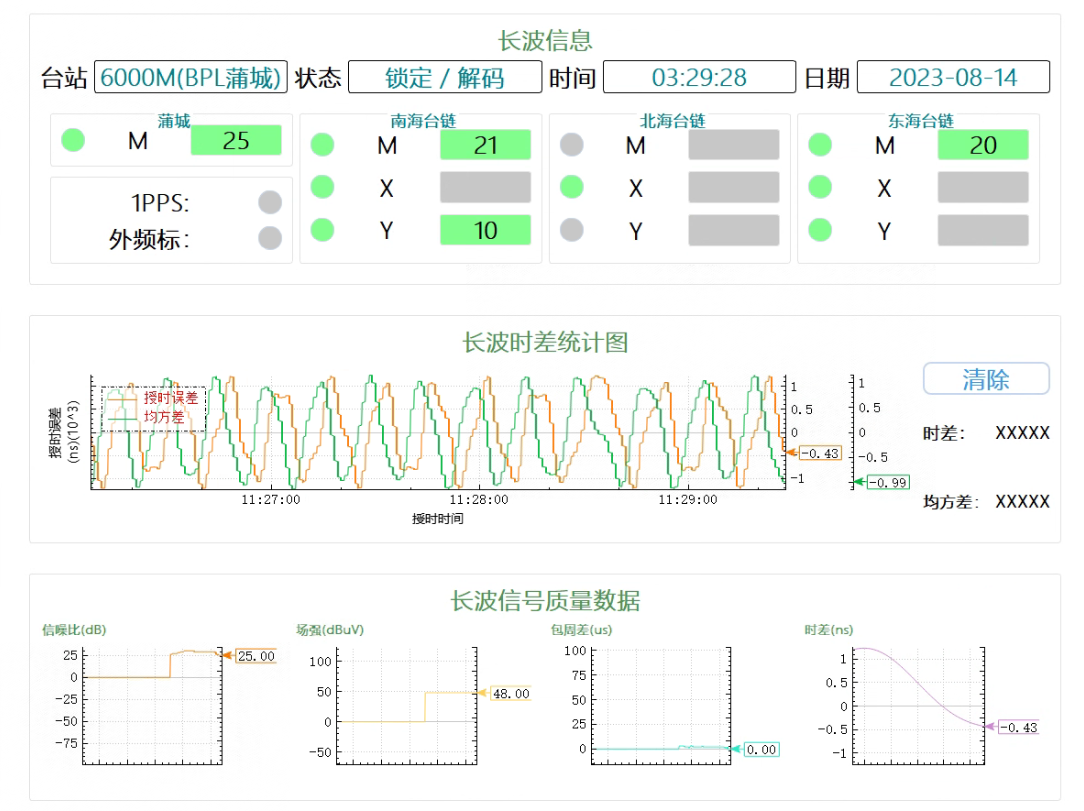 长波信息
台站 6000M(BPL蒲城) 状态 锁定 / 解码 时间 03:29:28 日期 2023-08-14
蒲城
M 25
1PPS:
外频标:
南海台链
M 21
X
Y 10
北海台链
M
X
Y
东海台链
M 20
X
Y
长波时差统计图
授时误差
(ns)(10^3)
授时误差
均方差
1
0.5
0
-0.43
-1
1
0.5
0
-0.5
-0.99
11:27:00 11:28:00 11:29:00
授时时间
清除
时差: XXXXX
均方差: XXXXX
长波信号质量数据
信噪比(dB)
25
0
-25
-50
-75
25.00
场强(dBuV)
100
50
0
-50
48.00
包周差(us)
100
75
50
25
0
0.00
时差(ns)
1
0.5
0
-0.5
-1
-0.43